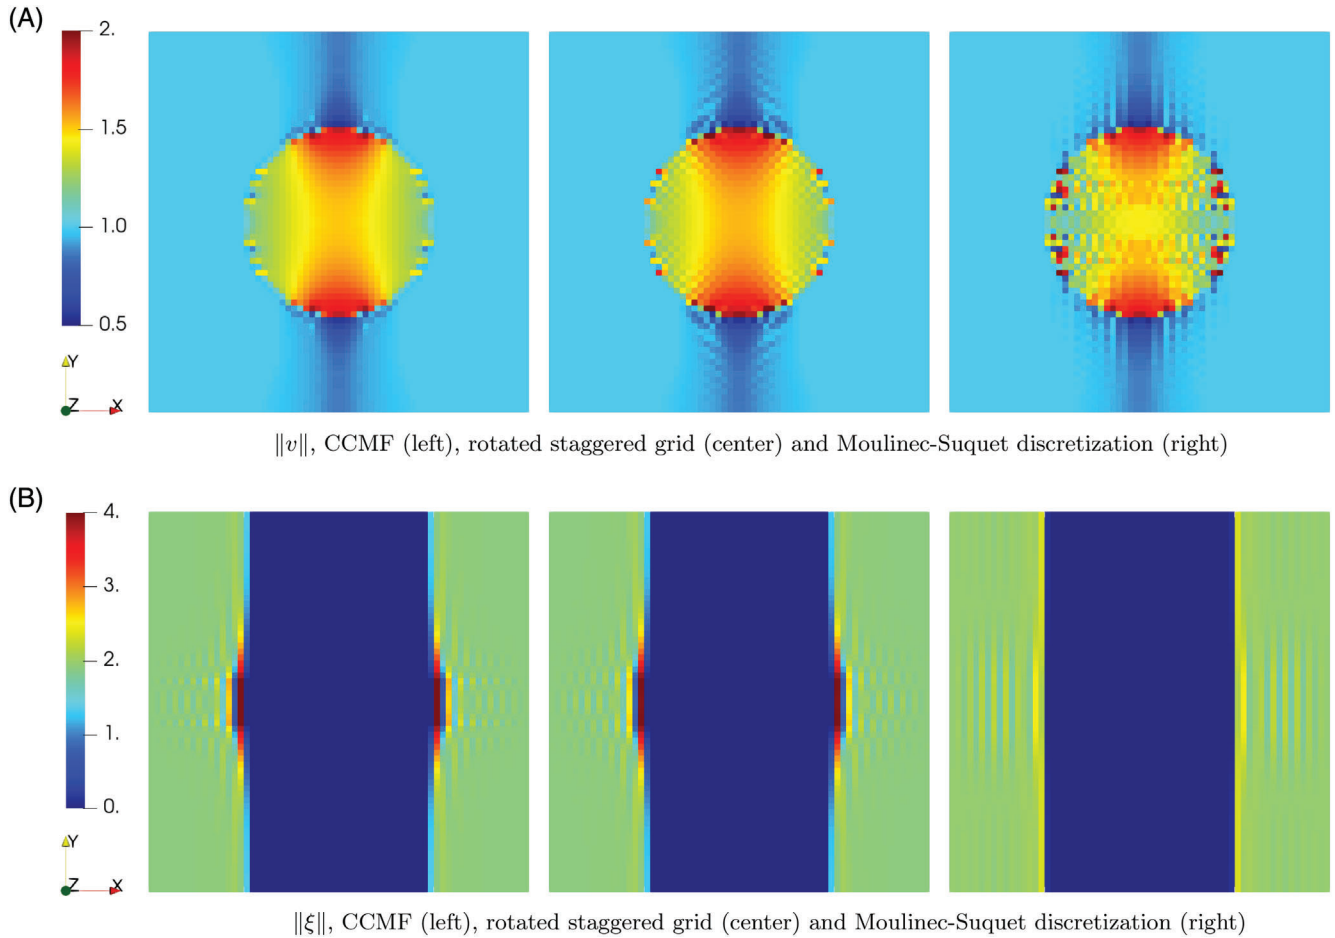 (A)
2.
1.5
1.0
0.5
Y
Z X
‖v‖, CCMF (left), rotated staggered grid (center) and Moulinec-Suquet discretization (right)
(B)
4.
3.
2.
1.
0.
Y
Z X
‖ξ‖, CCMF (left), rotated staggered grid (center) and Moulinec-Suquet discretization (right)